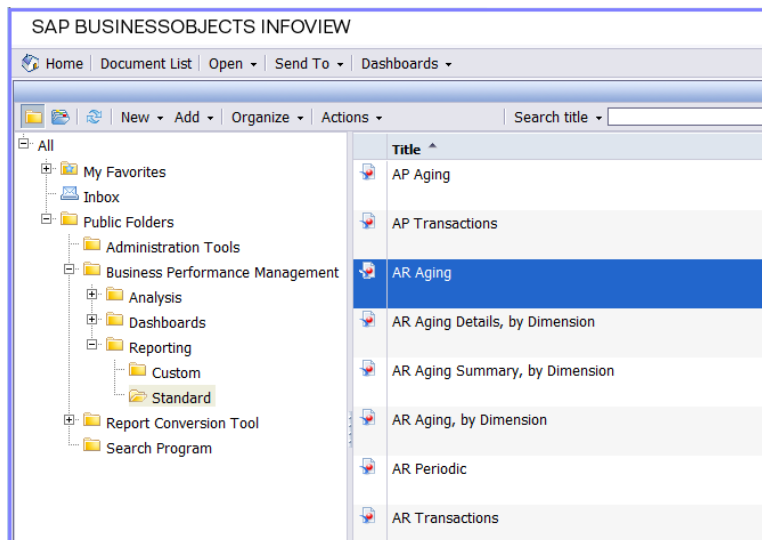 SAP BUSINESSOBJECTS INFOVIEW
Home Document List Open Send To Dashboards
New Add Organize Actions Search title
All
My Favorites
Inbox
Public Folders
Administration Tools
Business Performance Management
Analysis
Dashboards
Reporting
Custom
Standard
Report Conversion Tool
Search Program
Title
AP Aging
AP Transactions
AR Aging
AR Aging Details, by Dimension
AR Aging Summary, by Dimension
AR Aging, by Dimension
AR Periodic
AR Transactions